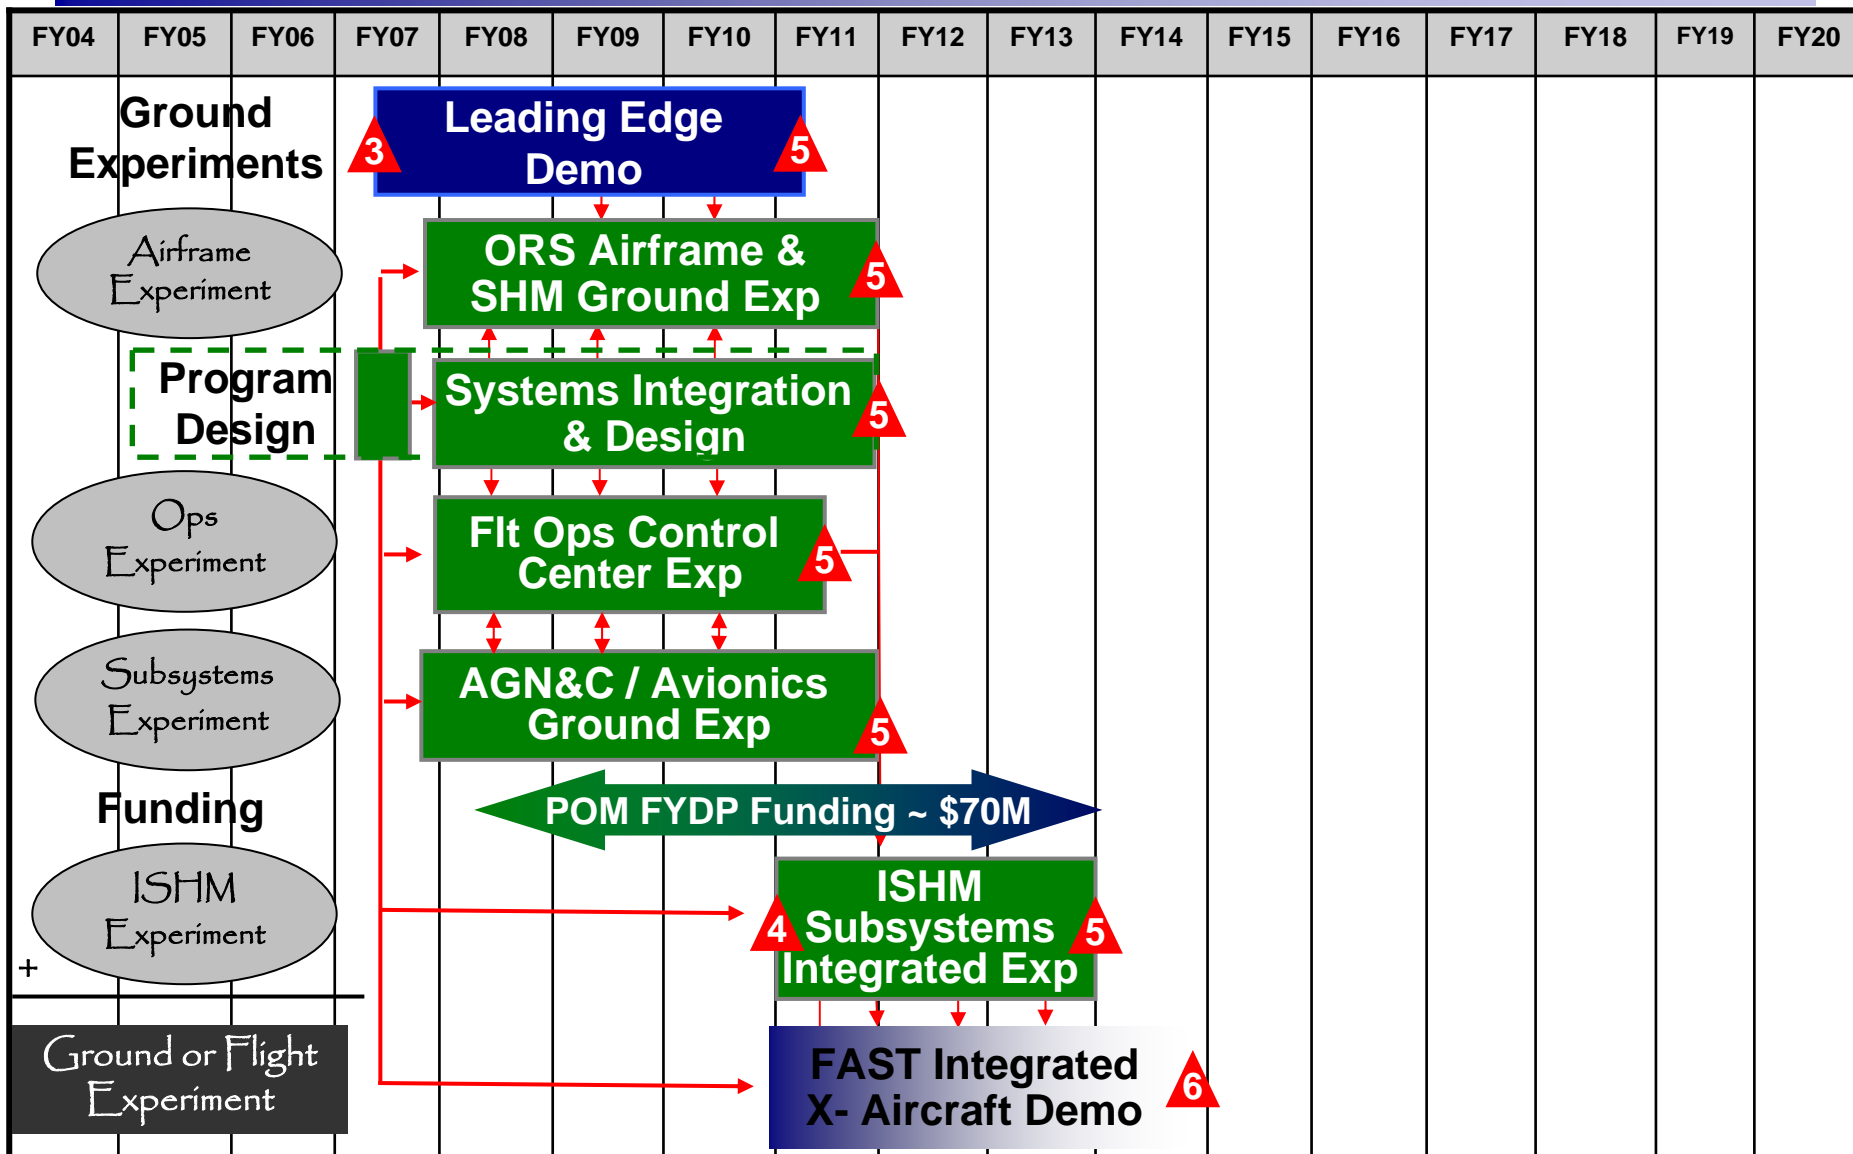 FY04 FY05 FY06 FY07 FY08 FY09 FY10 FY11 FY12 FY13 FY14 FY15 FY16 FY17 FY18 FY19 FY20
Ground
Experiments
3
Leading Edge
Demo
5
Airframe
Experiment
ORS Airframe &
SHM Ground Exp
5
Program
Design
Systems Integration
& Design
5
Ops
Experiment
Flt Ops Control
Center Exp
5
Subsystems
Experiment
AGN&C / Avionics
Ground Exp
5
Funding
POM FYDP Funding ~ $70M
ISHM
Experiment
+
4
ISHM
Subsystems
Integrated Exp
5
Ground or Flight
Experiment
FAST Integrated
X- Aircraft Demo
6